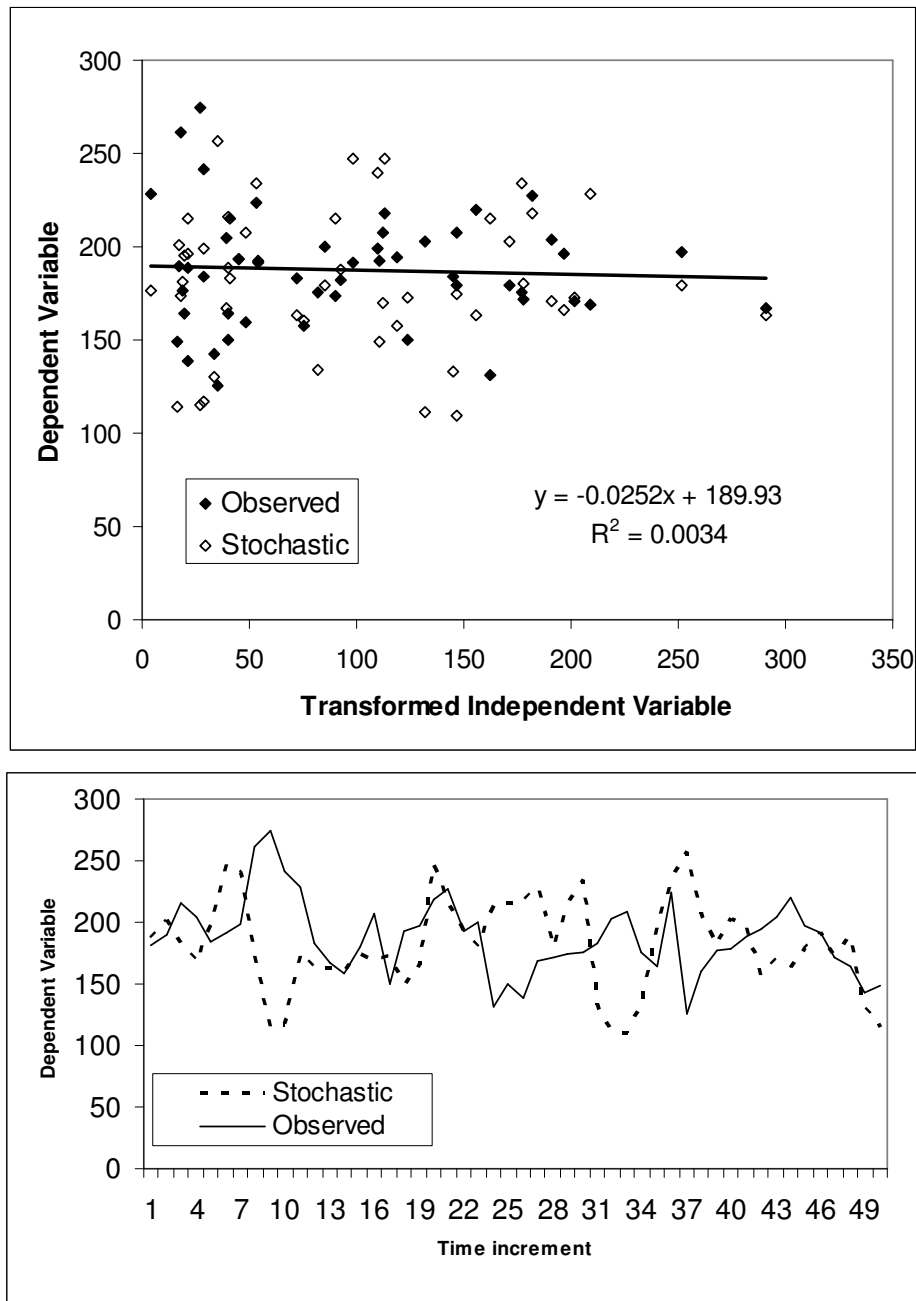 300
250
200
150
100
50
0
Dependent Variable
Observed
Stochastic
y = -0.0252x + 189.93
R² = 0.0034
0 50 100 150 200 250 300 350
Transformed Independent Variable
300
250
200
150
100
50
0
Dependent Variable
Stochastic
Observed
1 4 7 10 13 16 19 22 25 28 31 34 37 40 43 46 49
Time increment